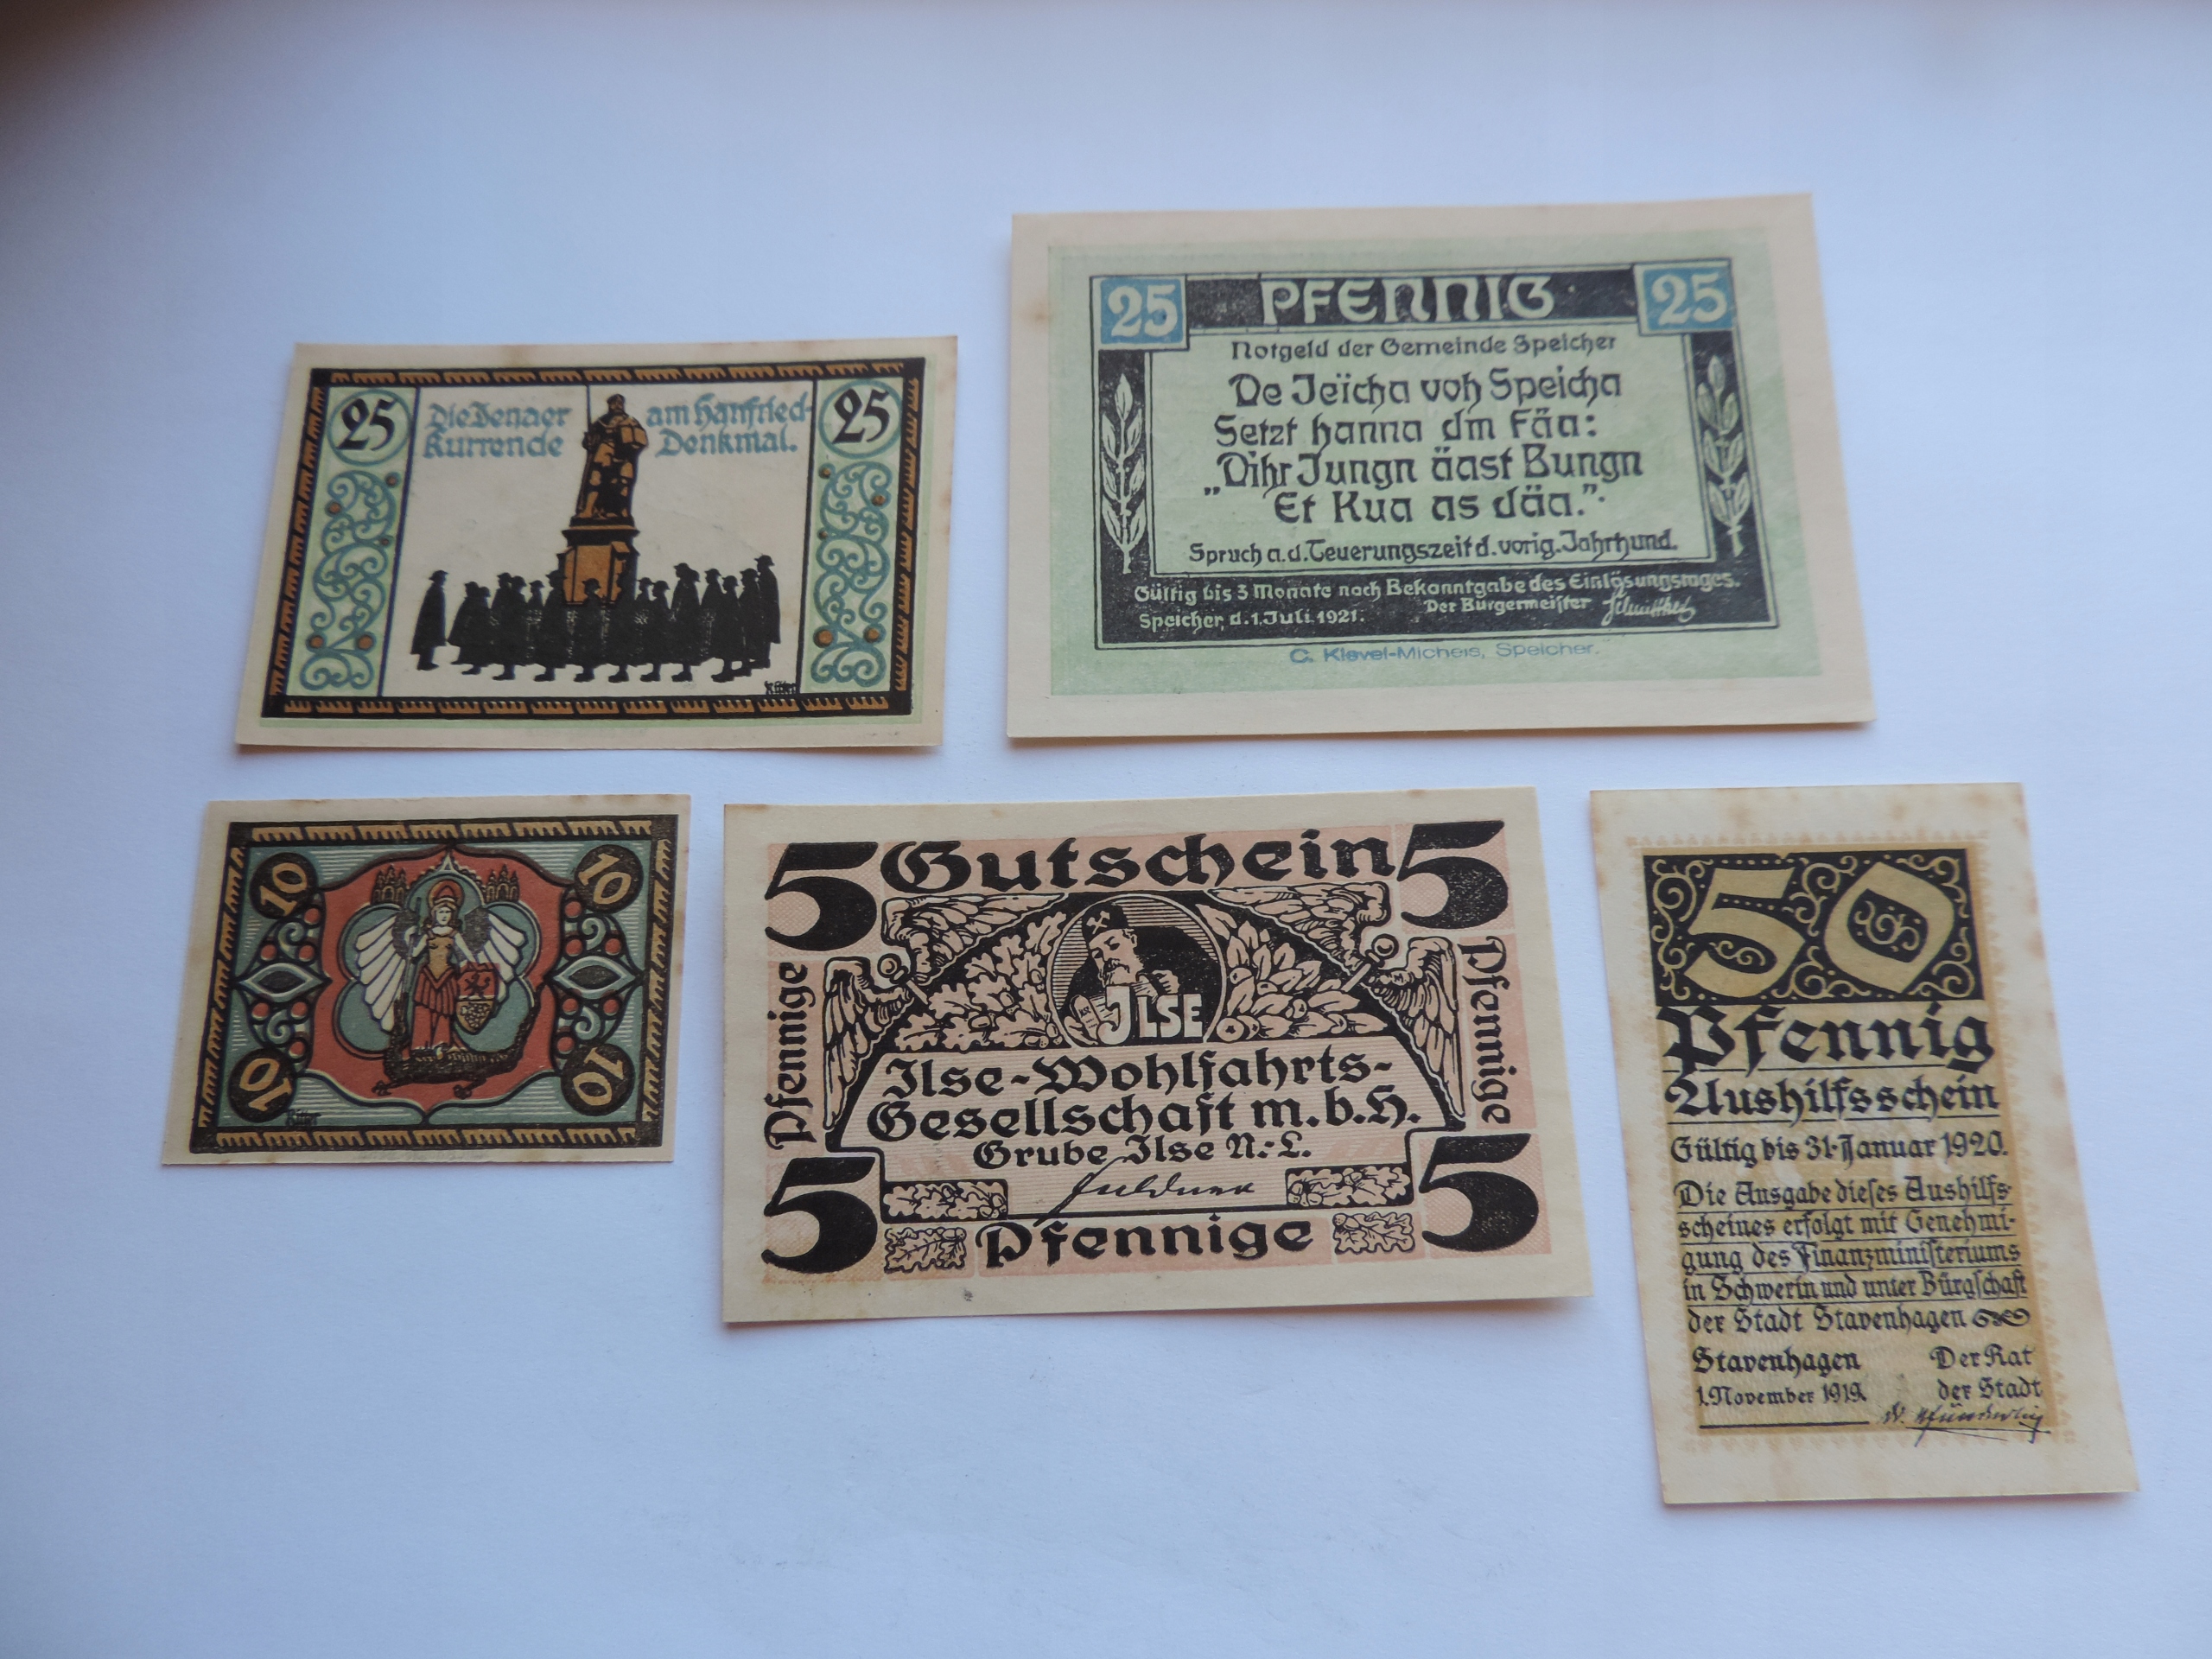 25
Die Jenaer
Kurrende
am Hanfried-
Denkmal.
25
25
PFENNIG
25
Notgeld der Gemeinde Speicher
De Jeïcha voh Speicha
Setzt hanna dm Fäa:
„Dihr Jungn äast Bungn
Et Kua as däa."
Spruch a. d. Teuerungszeit d. vorig. Jahrhund.
Gültig bis 3 Monate nach Bekanntgabe des Einlösungstages.
Der Bürgermeister
Speicher, d. 1. Juli 1921.
C. Klevel-Michels, Speicher.
10
10
10
10
5 Gutschein 5
Pfennige
Pfennige
JLSE
Ilse-Wohlfahrts-
Gesellschaft m.b.H.
Grube Ilse N.-L.
5 Pfennige 5
50
Pfennig
Aushilfsschein
Gültig bis 31. Januar 1920.
Die Ausgabe dieses Aushilfs-
scheines erfolgt mit Genehmi-
gung des Finanzministeriums
in Schwerin und unter Bürgschaft
der Stadt Stavenhagen
Stavenhagen
1. November 1919.
Der Rat
der Stadt